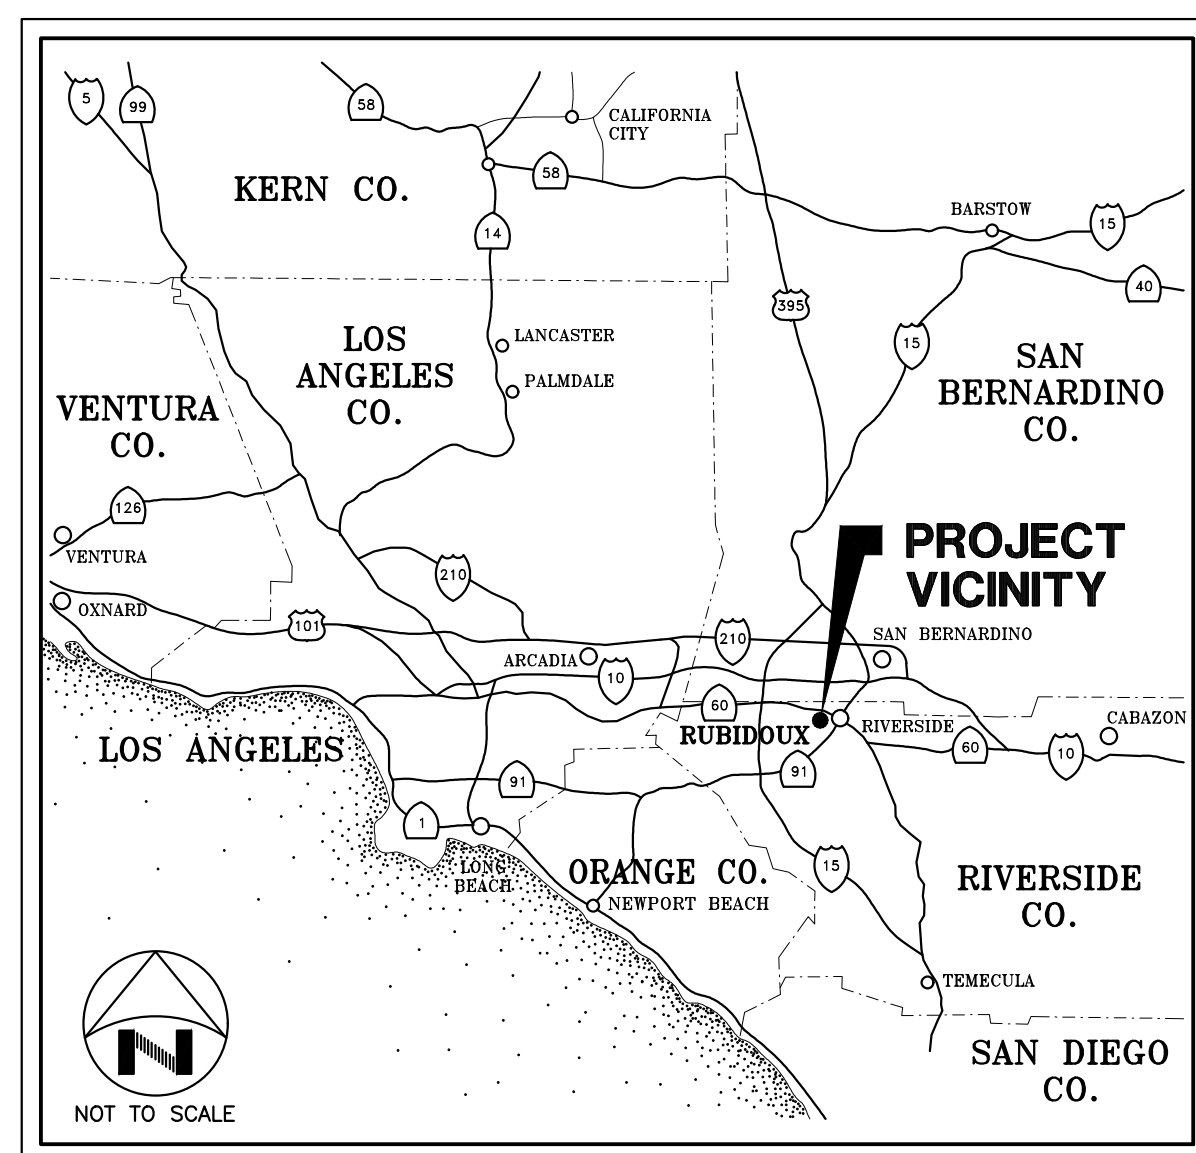 5
99
58
CALIFORNIA
CITY
58
KERN CO.
BARSTOW
15
14
40
395
LANCASTER
LOS
ANGELES
CO.
15
SAN
BERNARDINO
CO.
PALMDALE
VENTURA
CO.
126
VENTURA
PROJECT
VICINITY
210
OXNARD
101
210
SAN BERNARDINO
ARCADIA
10
60
CABAZON
RUBIDOUX
RIVERSIDE
LOS ANGELES
60
10
91
91
1
LONG
BEACH
ORANGE CO.
15
RIVERSIDE
CO.
NEWPORT BEACH
TEMECULA
N
SAN DIEGO
CO.
NOT TO SCALE